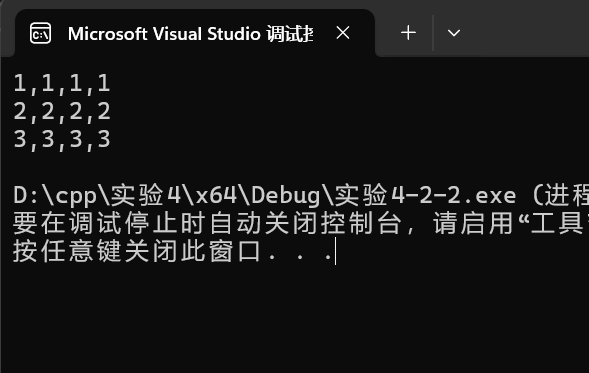 Microsoft Visual Studio 调试
1,1,1,1
2,2,2,2
3,3,3,3
D:\cpp\实验4\x64\Debug\实验4-2-2.exe (进程
要在调试停止时自动关闭控制台，请启用“工具
按任意键关闭此窗口. . .